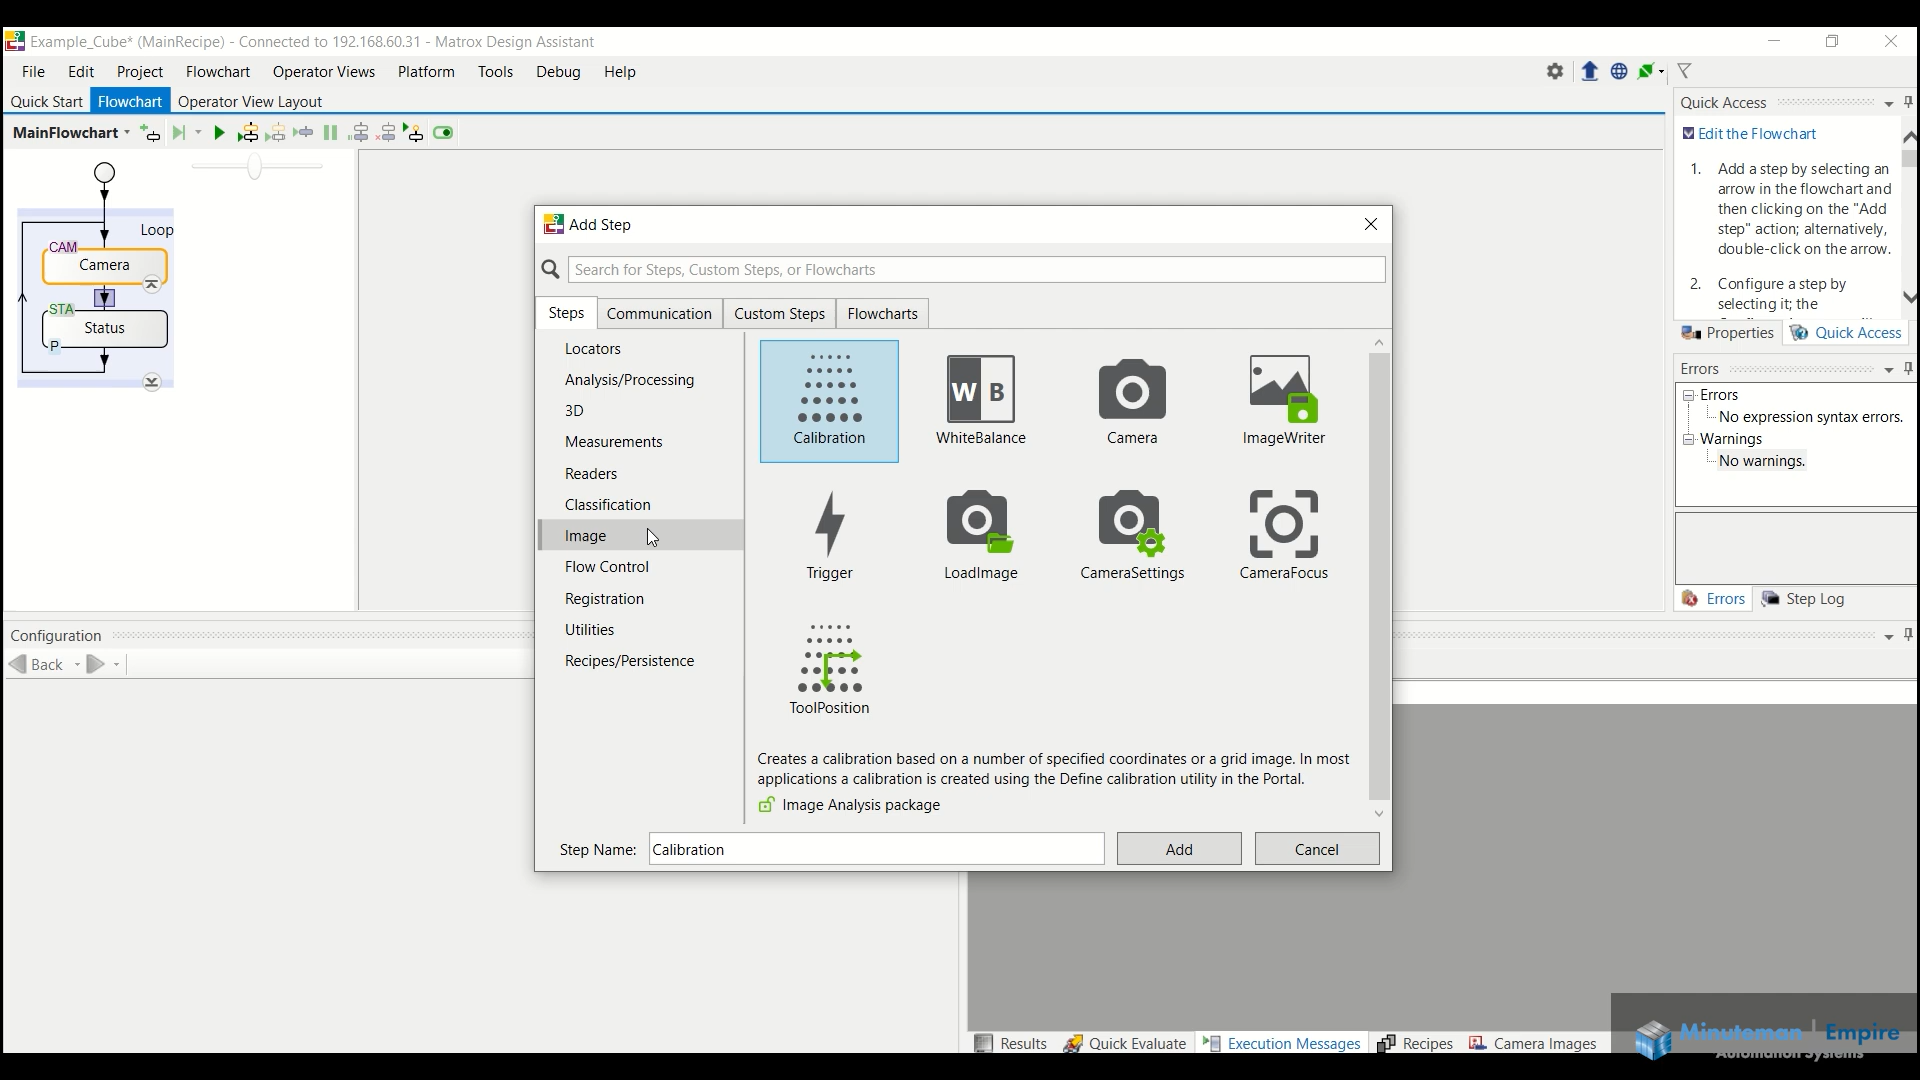 Example_Cube* (MainRecipe) - Connected to 192.168.60.31 - Matrox Design Assistant
File Edit Project Flowchart Operator Views Platform Tools Debug Help
Quick Start Flowchart Operator View Layout
MainFlowchart
Loop
CAM
Camera
STA
Status
P
Add Step
Search for Steps, Custom Steps, or Flowcharts
Steps Communication Custom Steps Flowcharts
Locators
Analysis/Processing
3D
Measurements
Readers
Classification
Image
Flow Control
Registration
Utilities
Recipes/Persistence
W B
Calibration WhiteBalance Camera ImageWriter
Trigger LoadImage CameraSettings CameraFocus
ToolPosition
Creates a calibration based on a number of specified coordinates or a grid image. In most
applications a calibration is created using the Define calibration utility in the Portal.
Image Analysis package
Step Name: Calibration Add Cancel
Quick Access
Edit the Flowchart
1. Add a step by selecting an
arrow in the flowchart and
then clicking on the "Add
step" action; alternatively,
double-click on the arrow.
2. Configure a step by
selecting it; the
Properties Quick Access
Errors
Errors
No expression syntax errors.
Warnings
No warnings.
Errors Step Log
Configuration
Back
Results Quick Evaluate Execution Messages Recipes Camera Images
Minuteman | Empire
Automation Systems